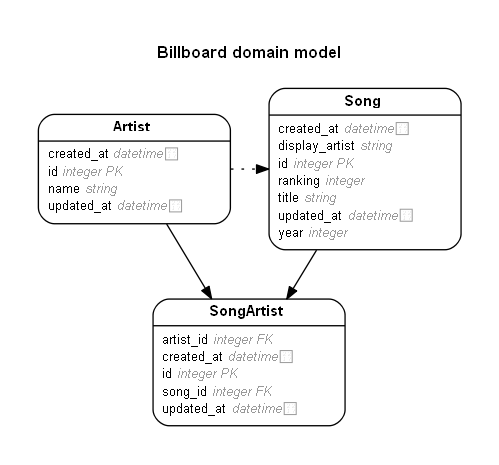 Billboard domain model
Artist
created_at datetime
id integer PK
name string
updated_at datetime
Song
created_at datetime
display_artist string
id integer PK
ranking integer
title string
updated_at datetime
year integer
SongArtist
artist_id integer FK
created_at datetime
id integer PK
song_id integer FK
updated_at datetime